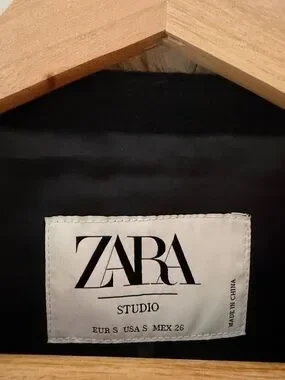 ZARA
STUDIO
EUR S USA S MEX 26
MADE IN CHINA